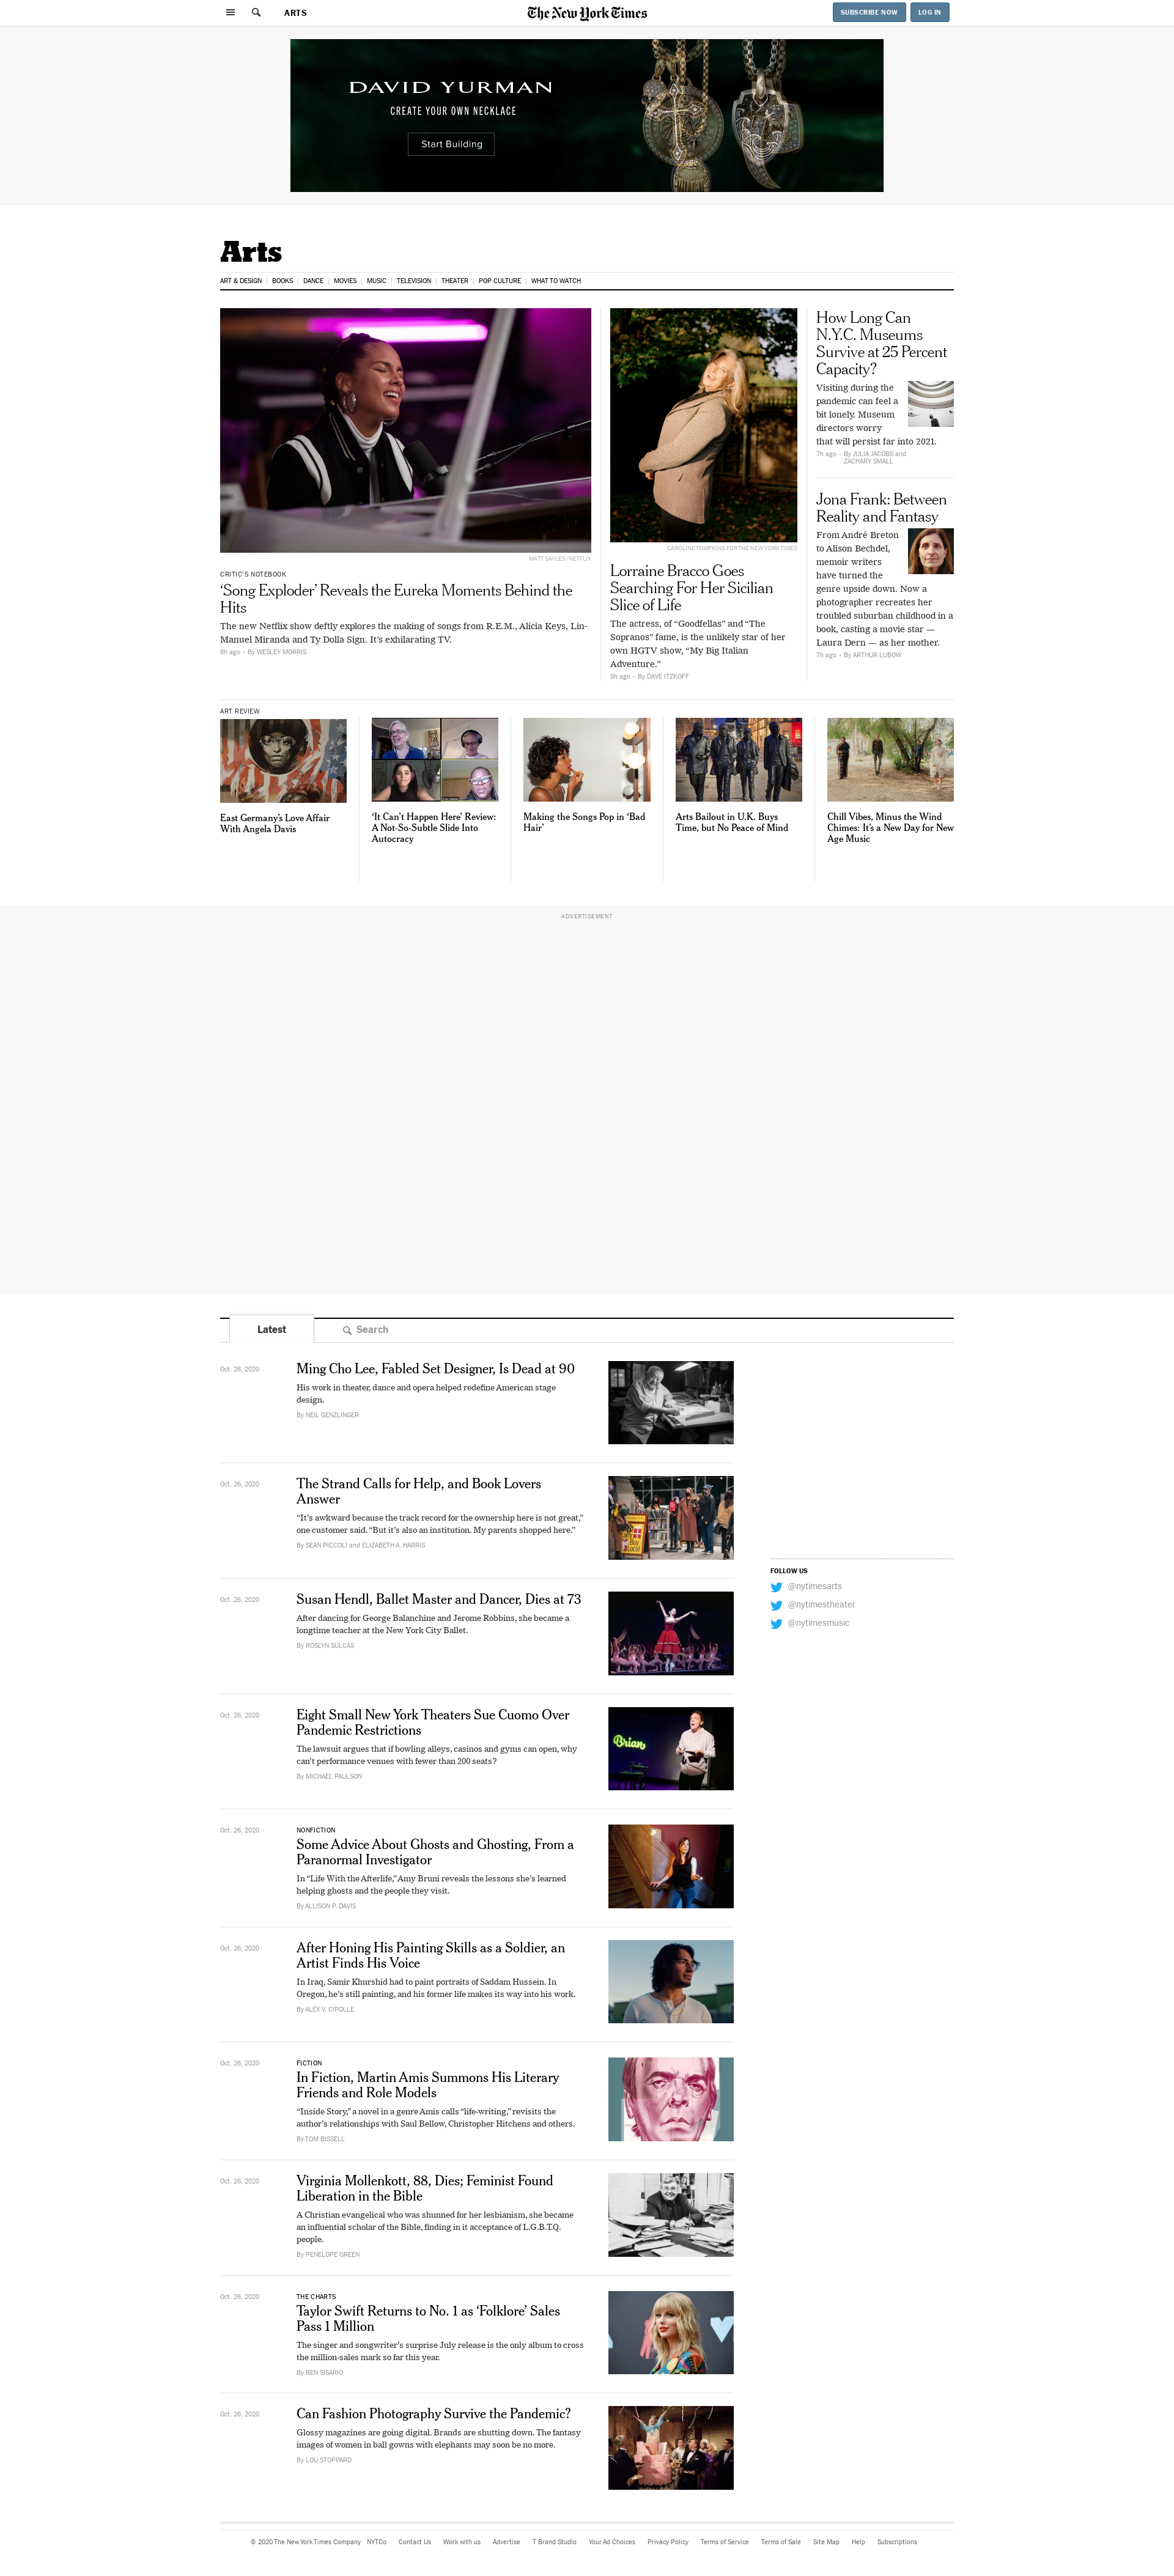 ARTS
The New York Times
SUBSCRIBE NOW
LOG IN
DAVID YURMAN
CREATE YOUR OWN NECKLACE
Start Building
Arts
ART & DESIGN | BOOKS | DANCE | MOVIES | MUSIC | TELEVISION | THEATER | POP CULTURE | WHAT TO WATCH
MATT SAYLES/NETFLIX
CRITIC'S NOTEBOOK
‘Song Exploder’ Reveals the Eureka Moments Behind the
Hits
The new Netflix show deftly explores the making of songs from R.E.M., Alicia Keys, Lin-
Manuel Miranda and Ty Dolla Sign. It’s exhilarating TV.
6h ago - By WESLEY MORRIS
CAROLINE TOMPKINS FOR THE NEW YORK TIMES
Lorraine Bracco Goes
Searching For Her Sicilian
Slice of Life
The actress, of “Goodfellas” and “The
Sopranos” fame, is the unlikely star of her
own HGTV show, “My Big Italian
Adventure.”
9h ago - By DAVE ITZKOFF
How Long Can
N.Y.C. Museums
Survive at 25 Percent
Capacity?
Visiting during the
pandemic can feel a
bit lonely. Museum
directors worry
that will persist far into 2021.
7h ago - By JULIA JACOBS and
ZACHARY SMALL
Jona Frank: Between
Reality and Fantasy
From André Breton
to Alison Bechdel,
memoir writers
have turned the
genre upside down. Now a
photographer recreates her
troubled suburban childhood in a
book, casting a movie star —
Laura Dern — as her mother.
7h ago - By ARTHUR LUBOW
ART REVIEW
East Germany’s Love Affair
With Angela Davis
‘It Can’t Happen Here’ Review:
A Not-So-Subtle Slide Into
Autocracy
Making the Songs Pop in ‘Bad
Hair’
Arts Bailout in U.K. Buys
Time, but No Peace of Mind
Chill Vibes, Minus the Wind
Chimes: It’s a New Day for New
Age Music
ADVERTISEMENT
Latest
Search
Oct. 26, 2020
Ming Cho Lee, Fabled Set Designer, Is Dead at 90
His work in theater, dance and opera helped redefine American stage
design.
By NEIL GENZLINGER
Oct. 26, 2020
The Strand Calls for Help, and Book Lovers
Answer
“It’s awkward because the track record for the ownership here is not great,”
one customer said. “But it’s also an institution. My parents shopped here.”
By SEAN PICCOLI and ELIZABETH A. HARRIS
Buy
Local
FOLLOW US
@nytimesarts
@nytimestheater
@nytimesmusic
Oct. 26, 2020
Susan Hendl, Ballet Master and Dancer, Dies at 73
After dancing for George Balanchine and Jerome Robbins, she became a
longtime teacher at the New York City Ballet.
By ROSLYN SULCAS
Oct. 26, 2020
Eight Small New York Theaters Sue Cuomo Over
Pandemic Restrictions
The lawsuit argues that if bowling alleys, casinos and gyms can open, why
can’t performance venues with fewer than 200 seats?
By MICHAEL PAULSON
Brian
Oct. 26, 2020
NONFICTION
Some Advice About Ghosts and Ghosting, From a
Paranormal Investigator
In “Life With the Afterlife,” Amy Bruni reveals the lessons she’s learned
helping ghosts and the people they visit.
By ALLISON P. DAVIS
Oct. 26, 2020
After Honing His Painting Skills as a Soldier, an
Artist Finds His Voice
In Iraq, Samir Khurshid had to paint portraits of Saddam Hussein. In
Oregon, he’s still painting, and his former life makes its way into his work.
By ALEX V. CIPOLLE
Oct. 26, 2020
FICTION
In Fiction, Martin Amis Summons His Literary
Friends and Role Models
“Inside Story,” a novel in a genre Amis calls “life-writing,” revisits the
author’s relationships with Saul Bellow, Christopher Hitchens and others.
By TOM BISSELL
Oct. 26, 2020
Virginia Mollenkott, 88, Dies; Feminist Found
Liberation in the Bible
A Christian evangelical who was shunned for her lesbianism, she became
an influential scholar of the Bible, finding in it acceptance of L.G.B.T.Q.
people.
By PENELOPE GREEN
Oct. 26, 2020
THE CHARTS
Taylor Swift Returns to No. 1 as ‘Folklore’ Sales
Pass 1 Million
The singer and songwriter’s surprise July release is the only album to cross
the million-sales mark so far this year.
By BEN SISARIO
Oct. 26, 2020
Can Fashion Photography Survive the Pandemic?
Glossy magazines are going digital. Brands are shutting down. The fantasy
images of women in ball gowns with elephants may soon be no more.
By LOU STOPPARD
© 2020 The New York Times Company NYTCo Contact Us Work with us Advertise T Brand Studio Your Ad Choices Privacy Policy Terms of Service Terms of Sale Site Map Help Subscriptions